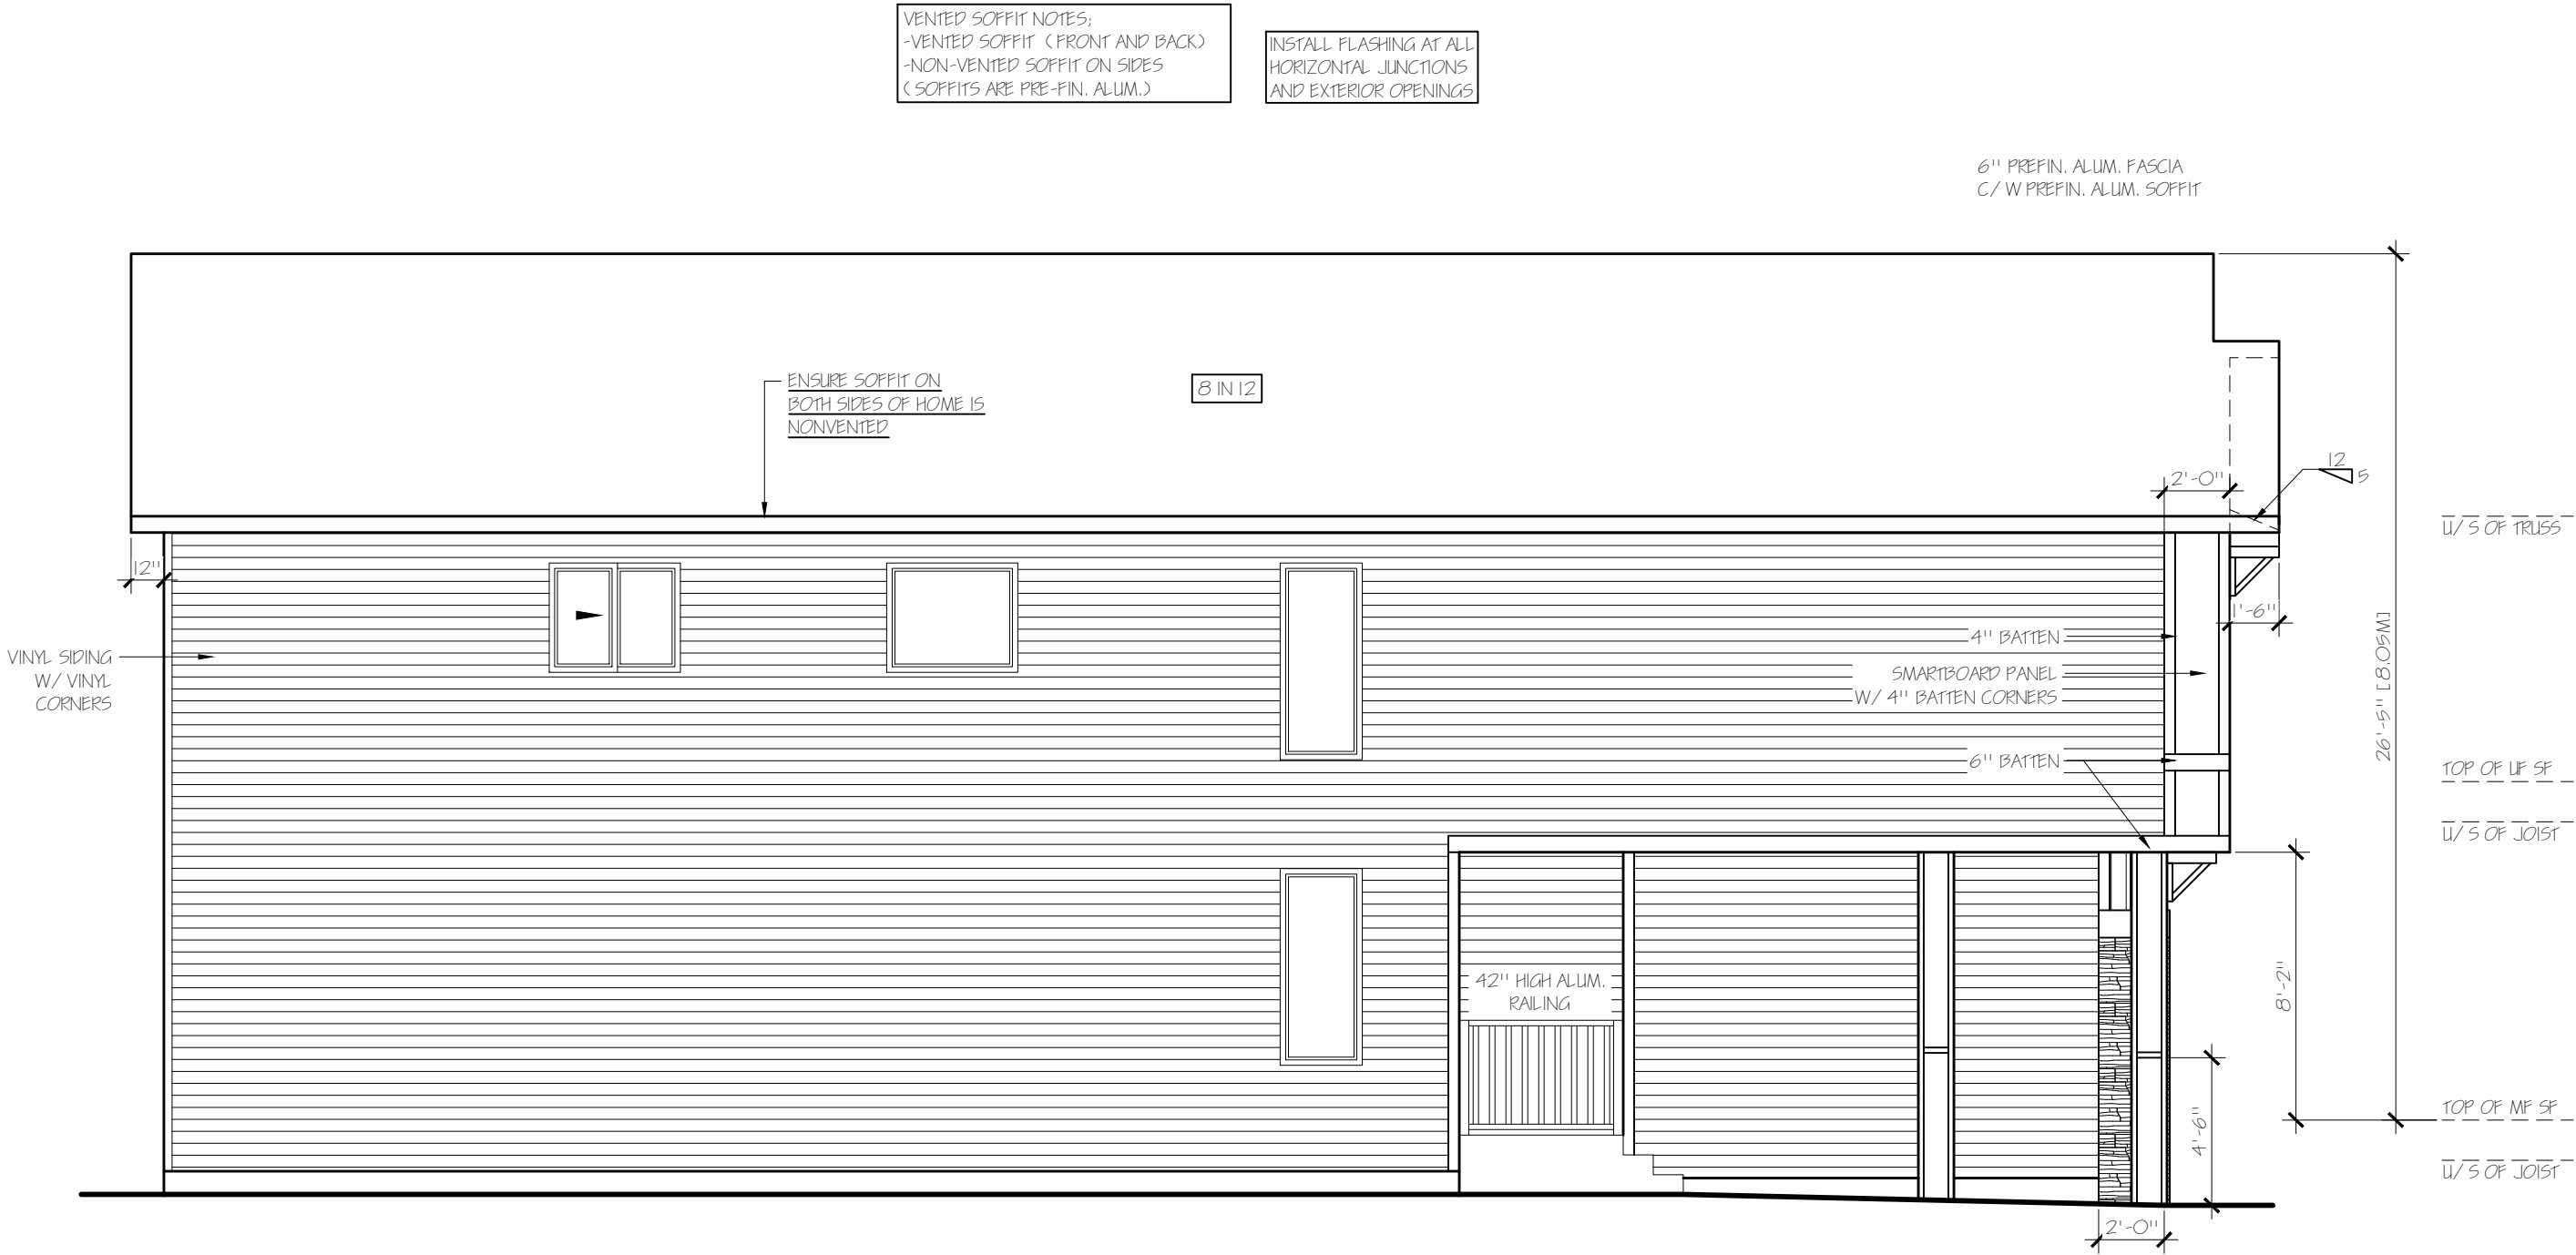 VENTED SOFFIT NOTES;
-VENTED SOFFIT (FRONT AND BACK)
-NON-VENTED SOFFIT ON SIDES
(SOFFITS ARE PRE-FIN. ALUM.)
INSTALL FLASHING AT ALL
HORIZONTAL JUNCTIONS
AND EXTERIOR OPENINGS
6" PREFIN. ALUM. FASCIA
C/W PREFIN. ALUM. SOFFIT
ENSURE SOFFIT ON
BOTH SIDES OF HOME IS
NONVENTED
8 IN 12
12
5
2'-0"
U/S OF TRUSS
12"
1'-6"
VINYL SIDING
W/ VINYL
CORNERS
4" BATTEN
SMARTBOARD PANEL
W/ 4" BATTEN CORNERS
6" BATTEN
26'-5" [8.05M]
TOP OF UF SF
U/S OF JOIST
42" HIGH ALUM.
RAILING
8'-2"
4'-6"
TOP OF MF SF
U/S OF JOIST
2'-0"